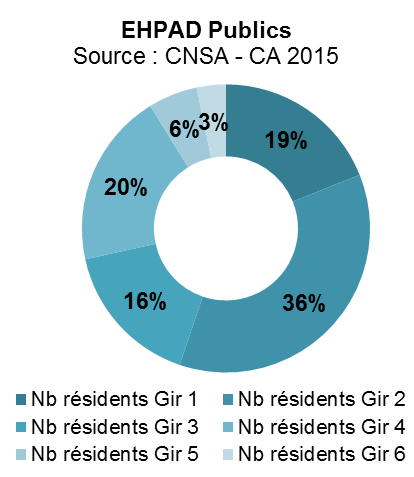 EHPAD Publics
Source : CNSA - CA 2015
3%
6%
19%
20%
16%
36%
Nb résidents Gir 1
Nb résidents Gir 2
Nb résidents Gir 3
Nb résidents Gir 4
Nb résidents Gir 5
Nb résidents Gir 6